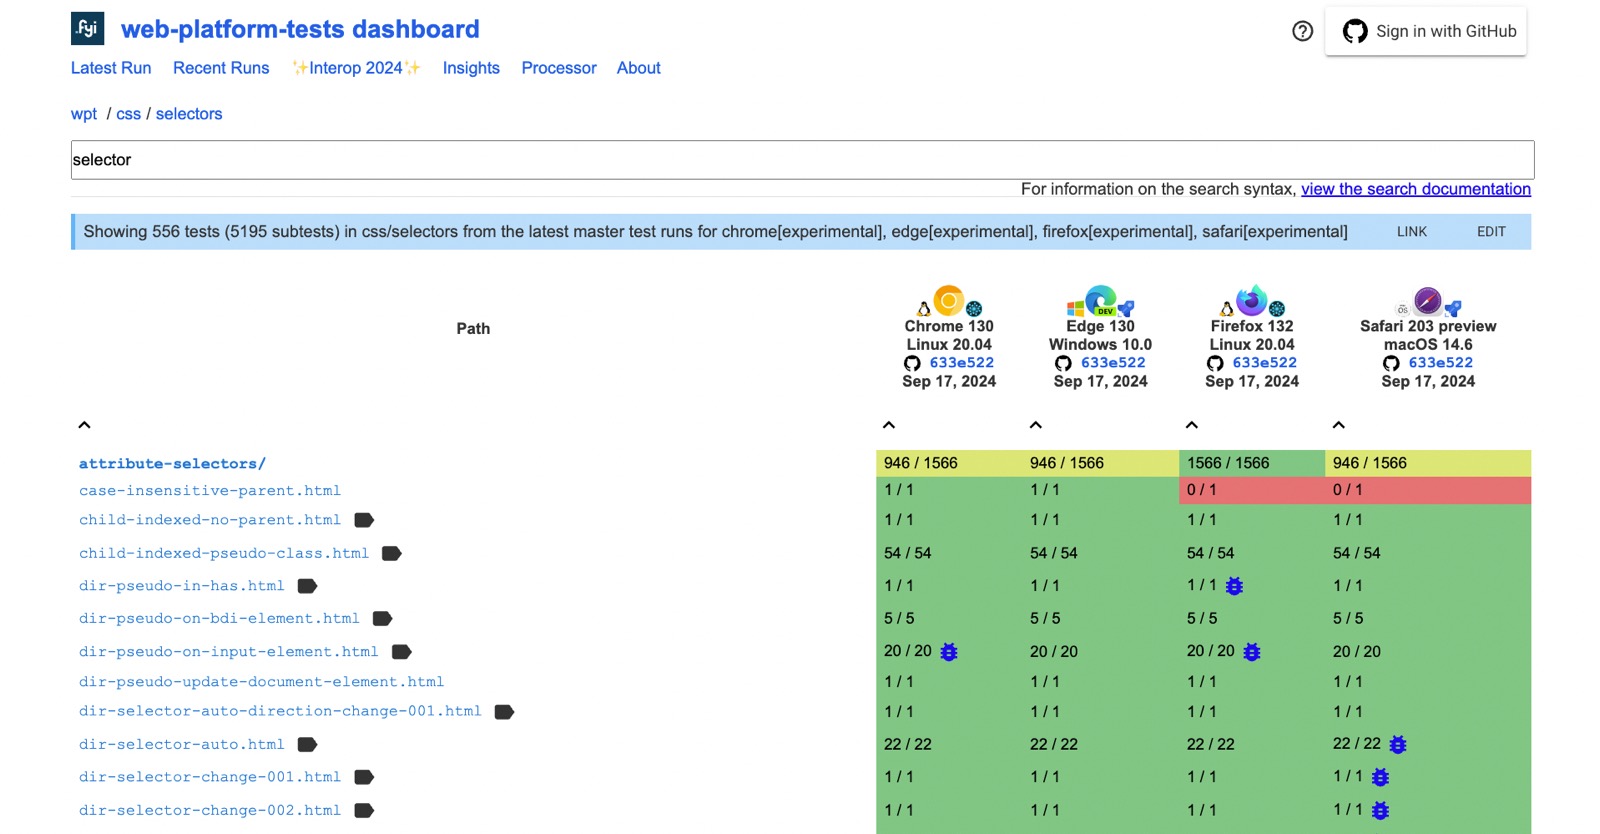 .fyi web-platform-tests dashboard
Sign in with GitHub
Latest Run Recent Runs ✨Interop 2024✨ Insights Processor About
wpt / css / selectors
selector
For information on the search syntax, view the search documentation
Showing 556 tests (5195 subtests) in css/selectors from the latest master test runs for chrome[experimental], edge[experimental], firefox[experimental], safari[experimental] LINK EDIT
DEV
OS
Path
Chrome 130 Edge 130 Firefox 132 Safari 203 preview
Linux 20.04 Windows 10.0 Linux 20.04 macOS 14.6
633e522 633e522 633e522 633e522
Sep 17, 2024 Sep 17, 2024 Sep 17, 2024 Sep 17, 2024
attribute-selectors/ 946 / 1566 946 / 1566 1566 / 1566 946 / 1566
case-insensitive-parent.html 1 / 1 1 / 1 0 / 1 0 / 1
child-indexed-no-parent.html 1 / 1 1 / 1 1 / 1 1 / 1
child-indexed-pseudo-class.html 54 / 54 54 / 54 54 / 54 54 / 54
dir-pseudo-in-has.html 1 / 1 1 / 1 1 / 1 1 / 1
dir-pseudo-on-bdi-element.html 5 / 5 5 / 5 5 / 5 5 / 5
dir-pseudo-on-input-element.html 20 / 20 20 / 20 20 / 20 20 / 20
dir-pseudo-update-document-element.html 1 / 1 1 / 1 1 / 1 1 / 1
dir-selector-auto-direction-change-001.html 1 / 1 1 / 1 1 / 1 1 / 1
dir-selector-auto.html 22 / 22 22 / 22 22 / 22 22 / 22
dir-selector-change-001.html 1 / 1 1 / 1 1 / 1 1 / 1
dir-selector-change-002.html 1 / 1 1 / 1 1 / 1 1 / 1